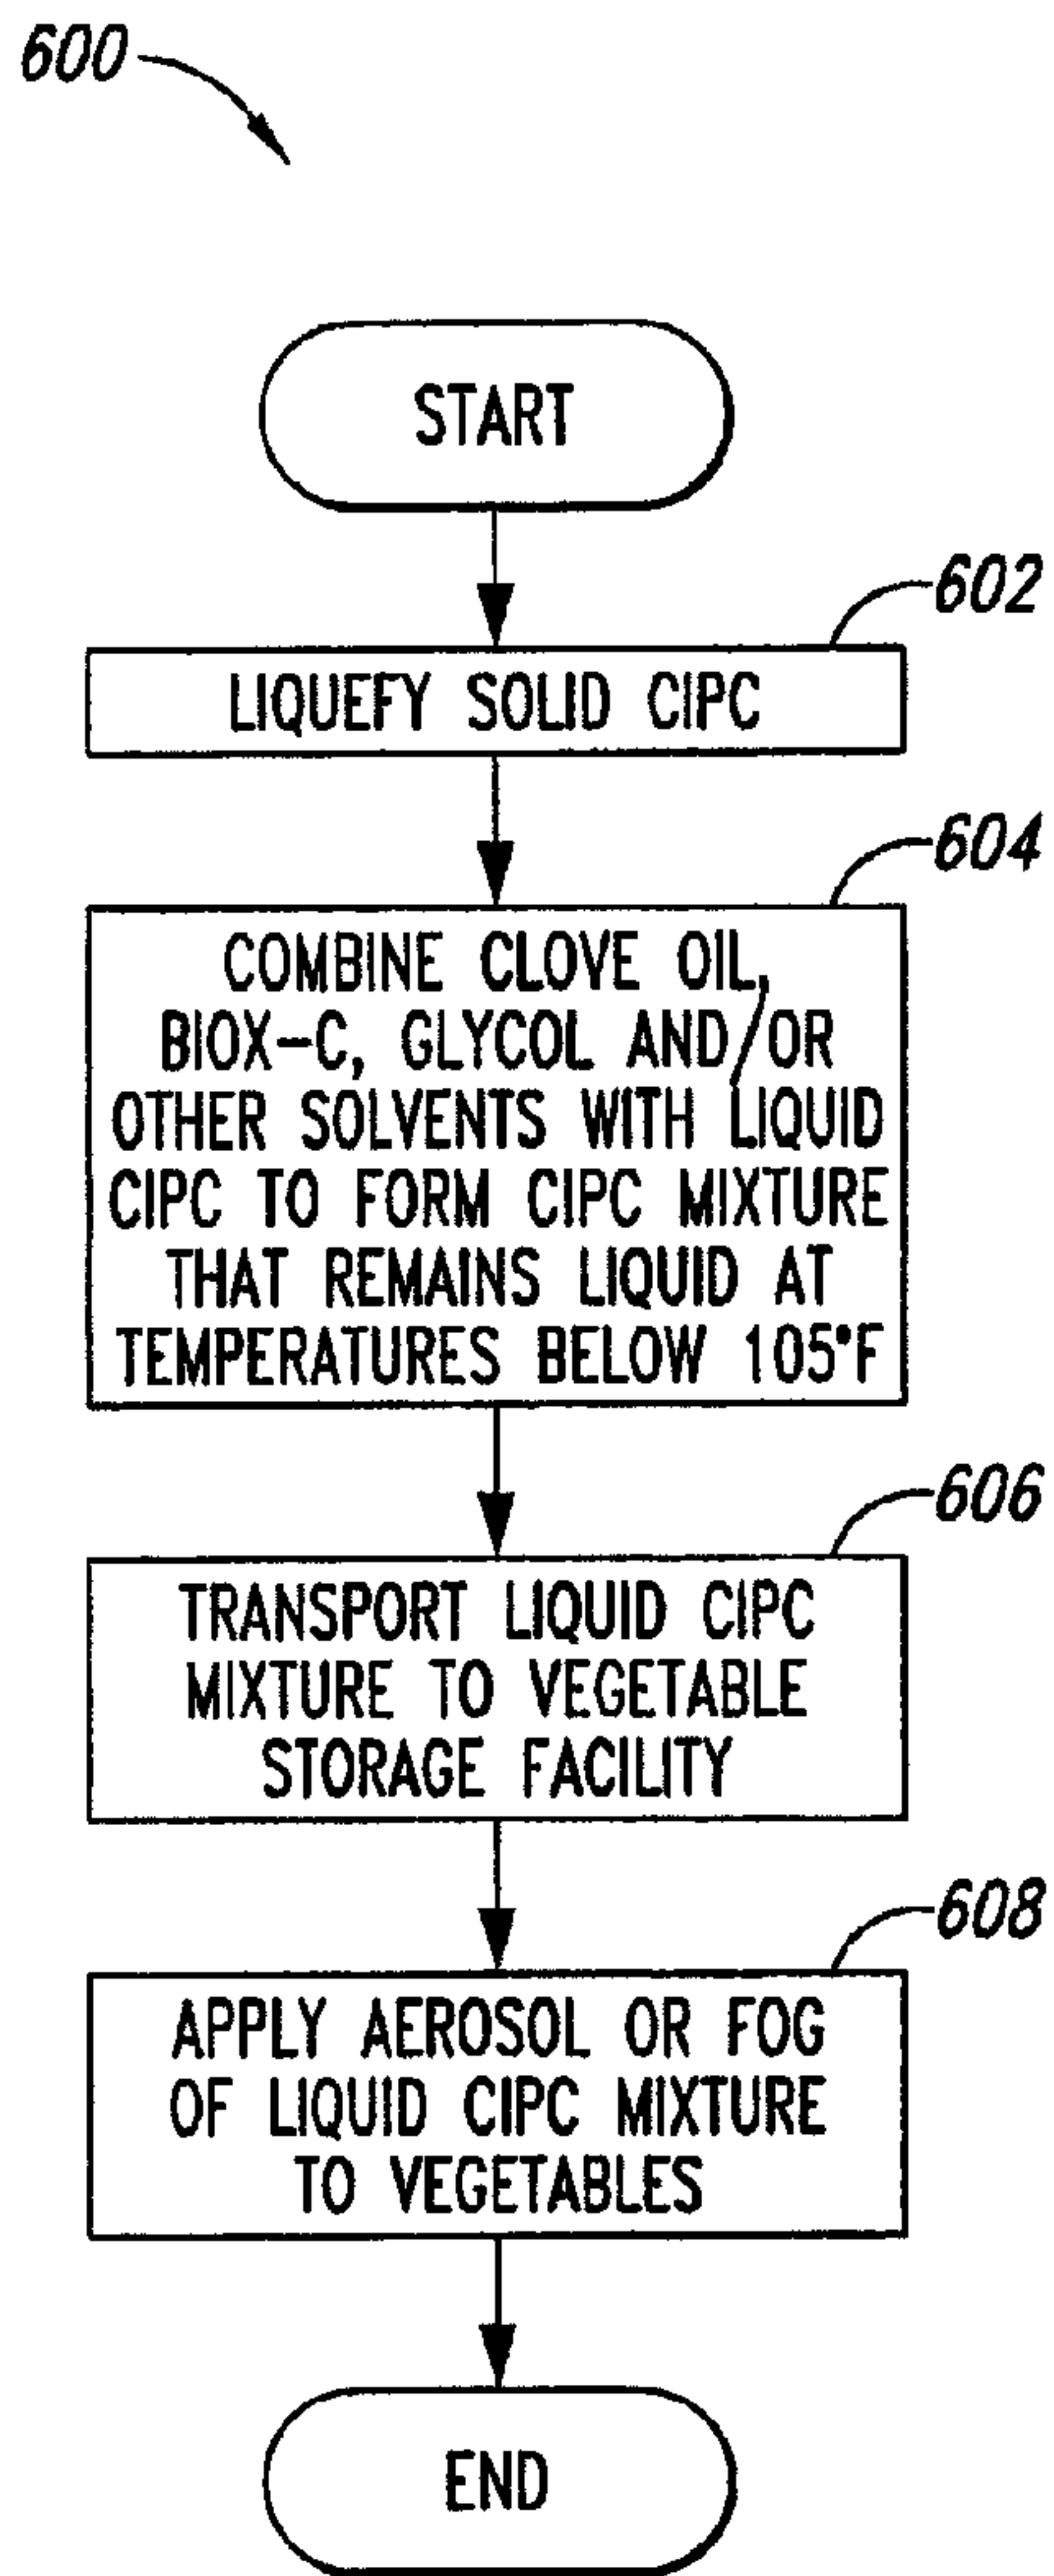 600
START
602
LIQUEFY SOLID CIPC
604
COMBINE CLOVE OIL,
BIOX-C, GLYCOL AND/OR
OTHER SOLVENTS WITH LIQUID
CIPC TO FORM CIPC MIXTURE
THAT REMAINS LIQUID AT
TEMPERATURES BELOW 105°F
606
TRANSPORT LIQUID CIPC
MIXTURE TO VEGETABLE
STORAGE FACILITY
608
APPLY AEROSOL OR FOG
OF LIQUID CIPC MIXTURE
TO VEGETABLES
END